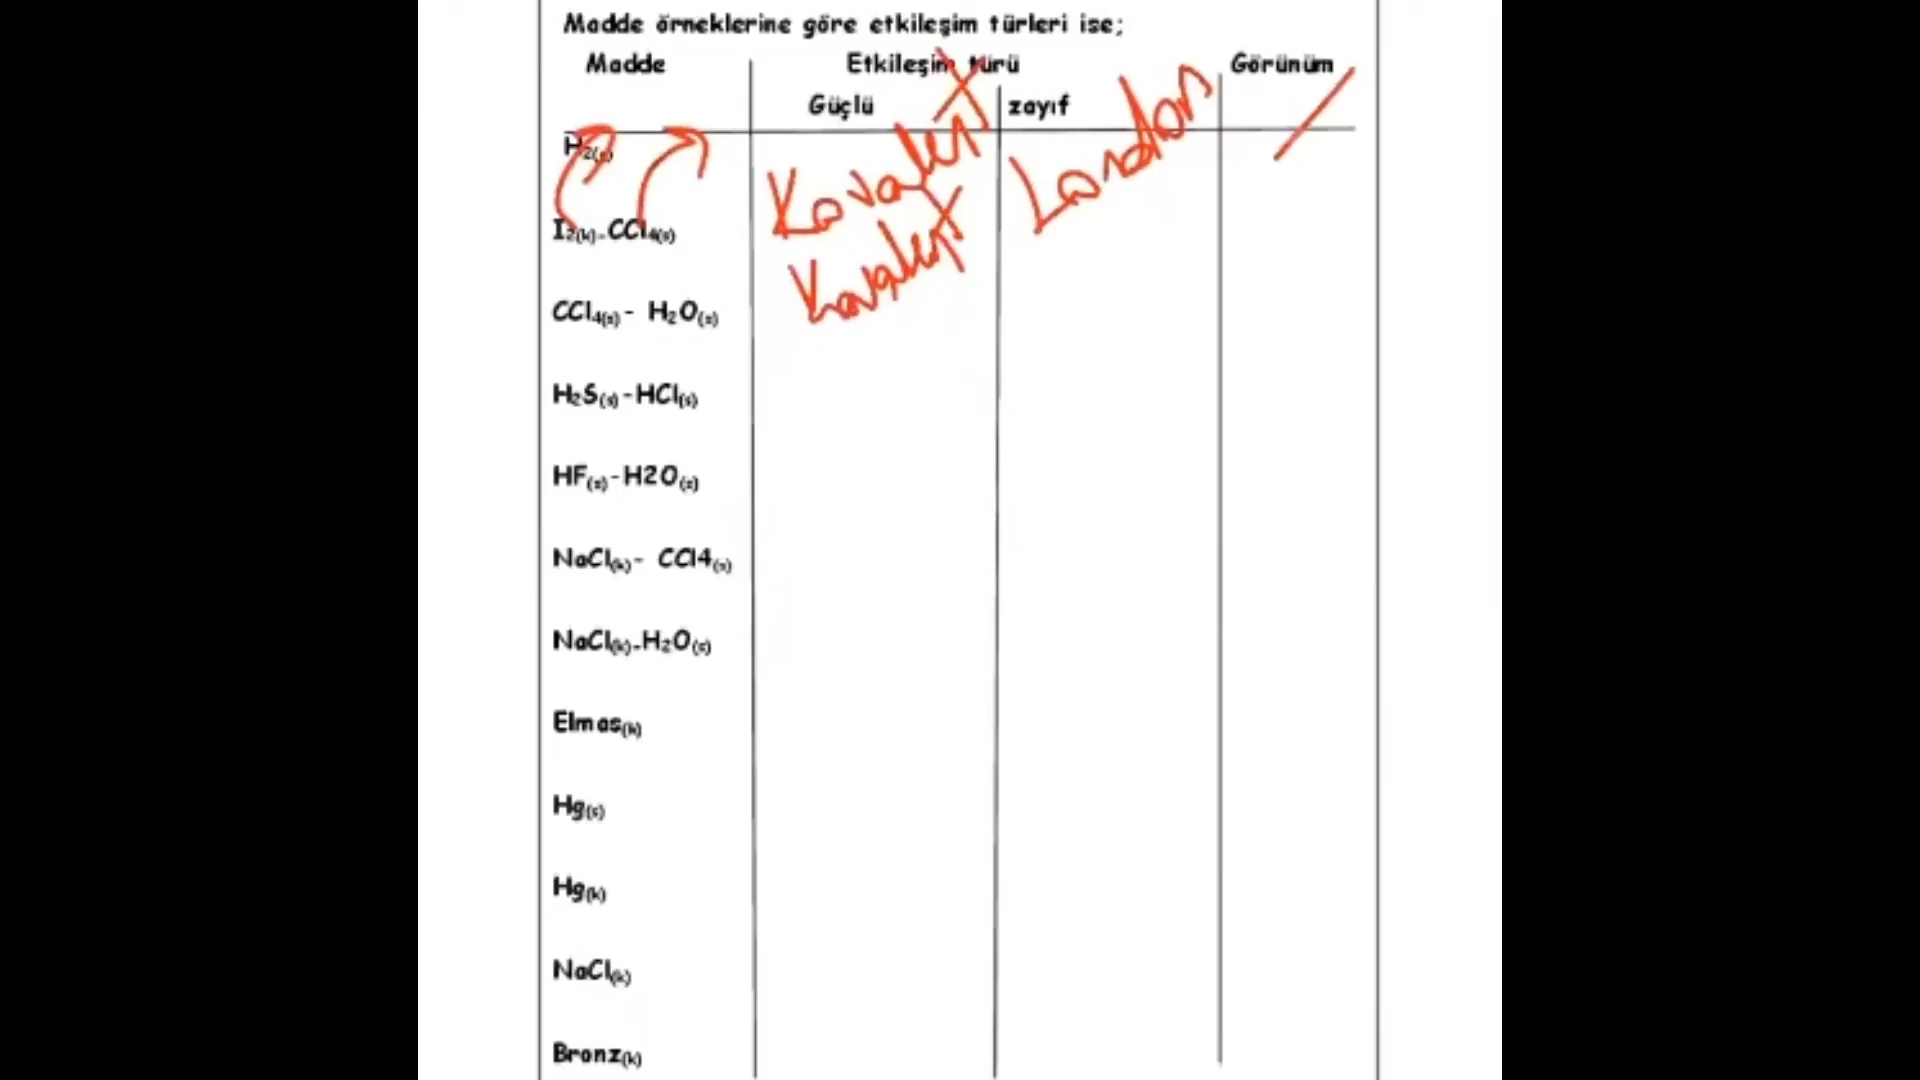 Madde örneklerine göre etkileşim türleri ise;
Madde Etkileşim türü Görünüm
Güçlü zayıf
H₂(s) Kovalent London
I₂(k)-CCl₄(s) Kovalent
CCl₄(s) - H₂O(s)
H₂S(s) -HCl(s)
HF(s) -H2O(s)
NaCl(k) - CCl4(s)
NaCl(k)-H₂O(s)
Elmas(k)
Hg(s)
Hg(k)
NaCl(k)
Bronz(k)